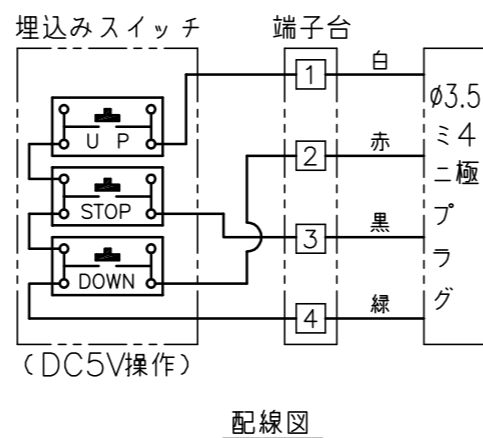 埋込みスイッチ
端子台
U P
STOP
DOWN
(DC5V操作)
1
2
3
4
白
赤
黒
緑
φ3.5
ミニプラグ
4極
配線図